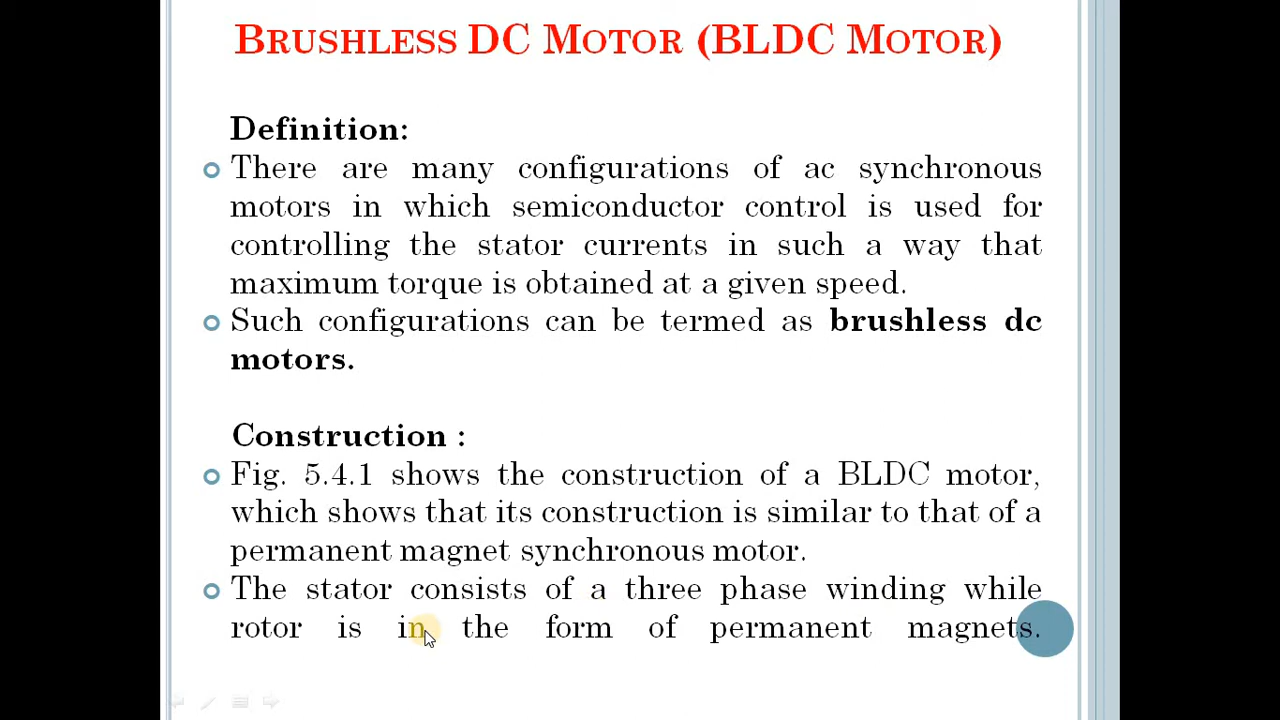 BRUSHLESS DC MOTOR (BLDC MOTOR)
Definition:
There are many configurations of ac synchronous
motors in which semiconductor control is used for
controlling the stator currents in such a way that
maximum torque is obtained at a given speed.
Such configurations can be termed as brushless dc
motors.
Construction :
Fig. 5.4.1 shows the construction of a BLDC motor,
which shows that its construction is similar to that of a
permanent magnet synchronous motor.
The stator consists of a three phase winding while
rotor is in the form of permanent magnets.